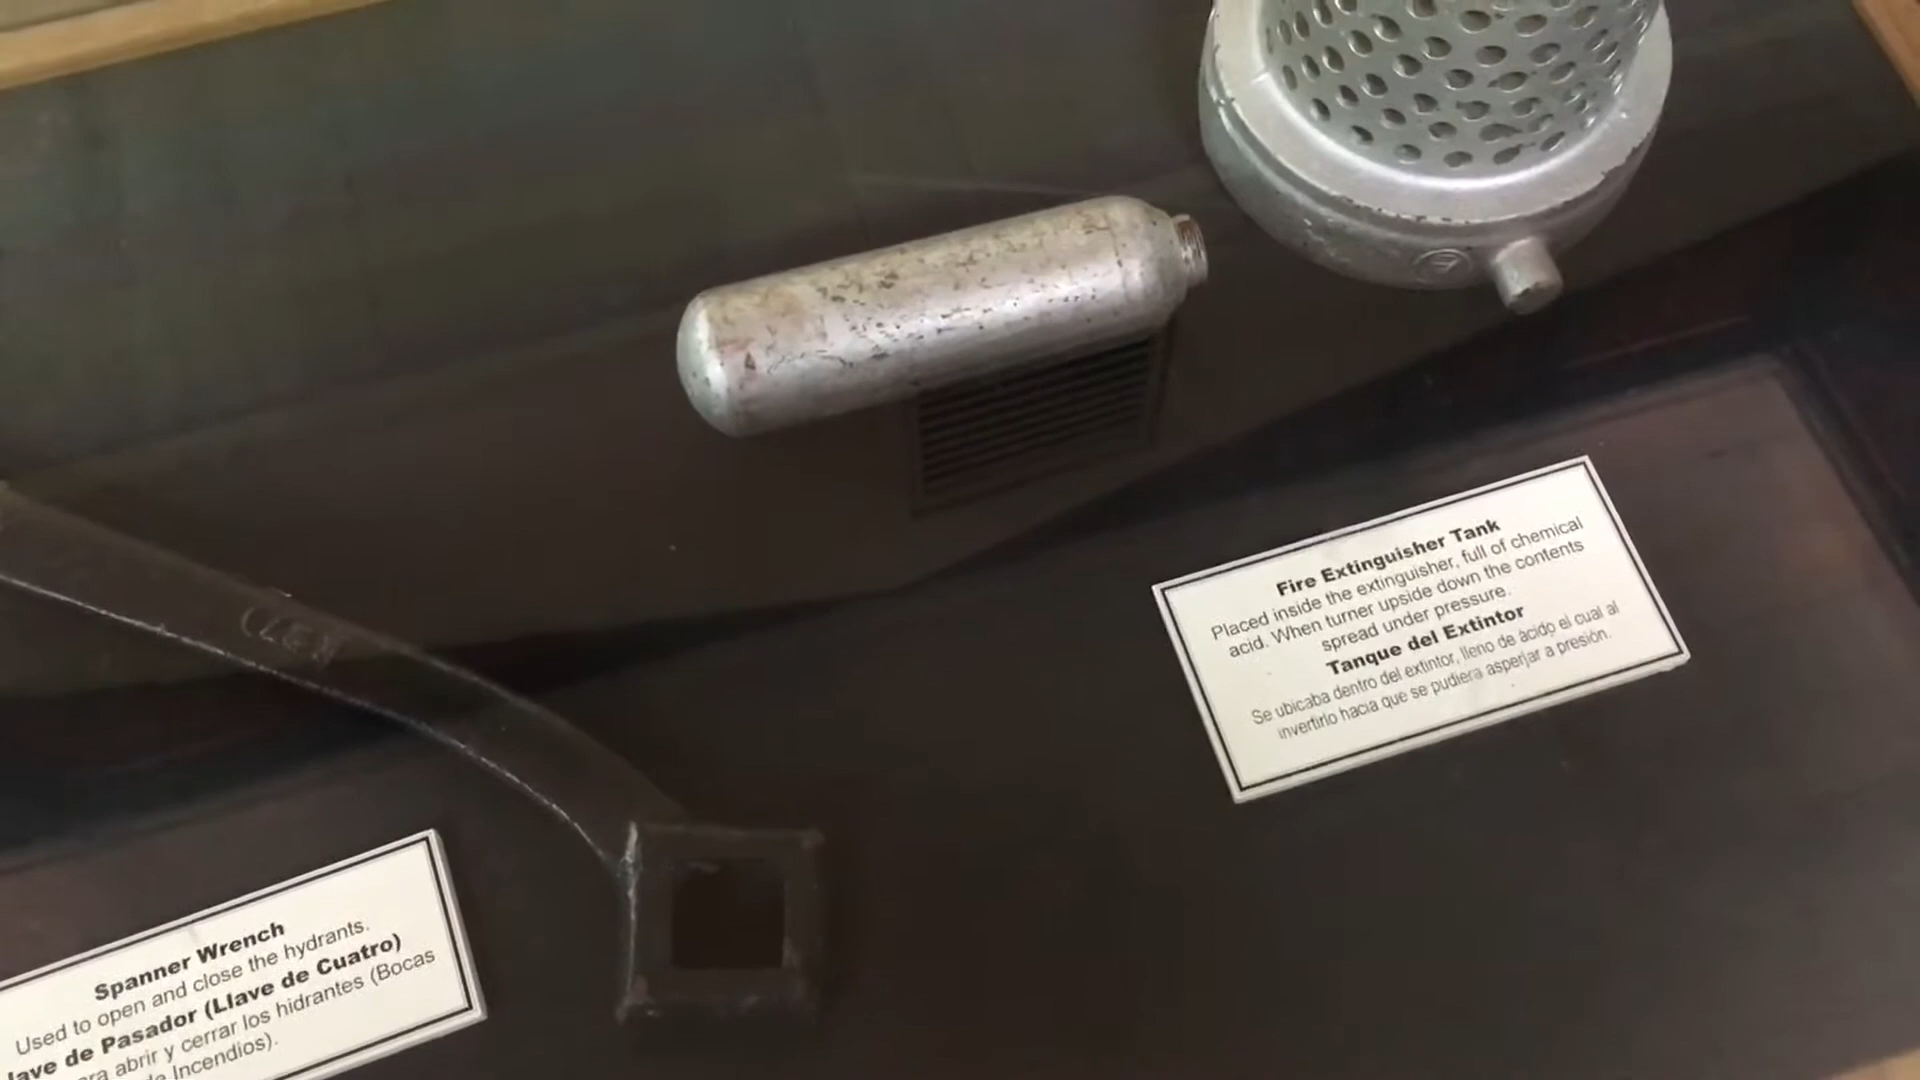 Fire Extinguisher Tank
Placed inside the extinguisher, full of chemical
acid. When turner upside down the contents
spread under pressure.
Tanque del Extintor
Se ubicaba dentro del extintor, lleno de ácido el cual al
invertirlo hacia que se pudiera asperjar a presión.
Spanner Wrench
Used to open and close the hydrants.
de Pasador (Llave de Cuatro)
abrir y cerrar los hidrantes (Bocas
Incendios).